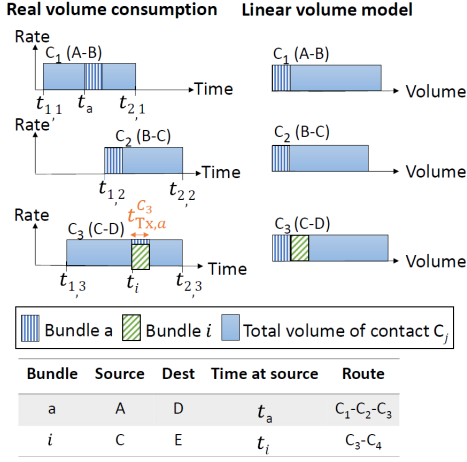 Real volume consumption
Linear volume model
Rate
C1 (A-B)
Time
t1,1
ta
t2,1
C1 (A-B)
Volume
Rate
C2 (B-C)
Time
t1,2
t2,2
C2 (B-C)
Volume
Rate
C3 (C-D)
tTx,a C3
Time
t1,3
ti
t2,3
C3 (C-D)
Volume
Bundle a
Bundle i
Total volume of contact Cj
Bundle Source Dest Time at source Route
a A D ta C1-C2-C3
i C E ti C3-C4